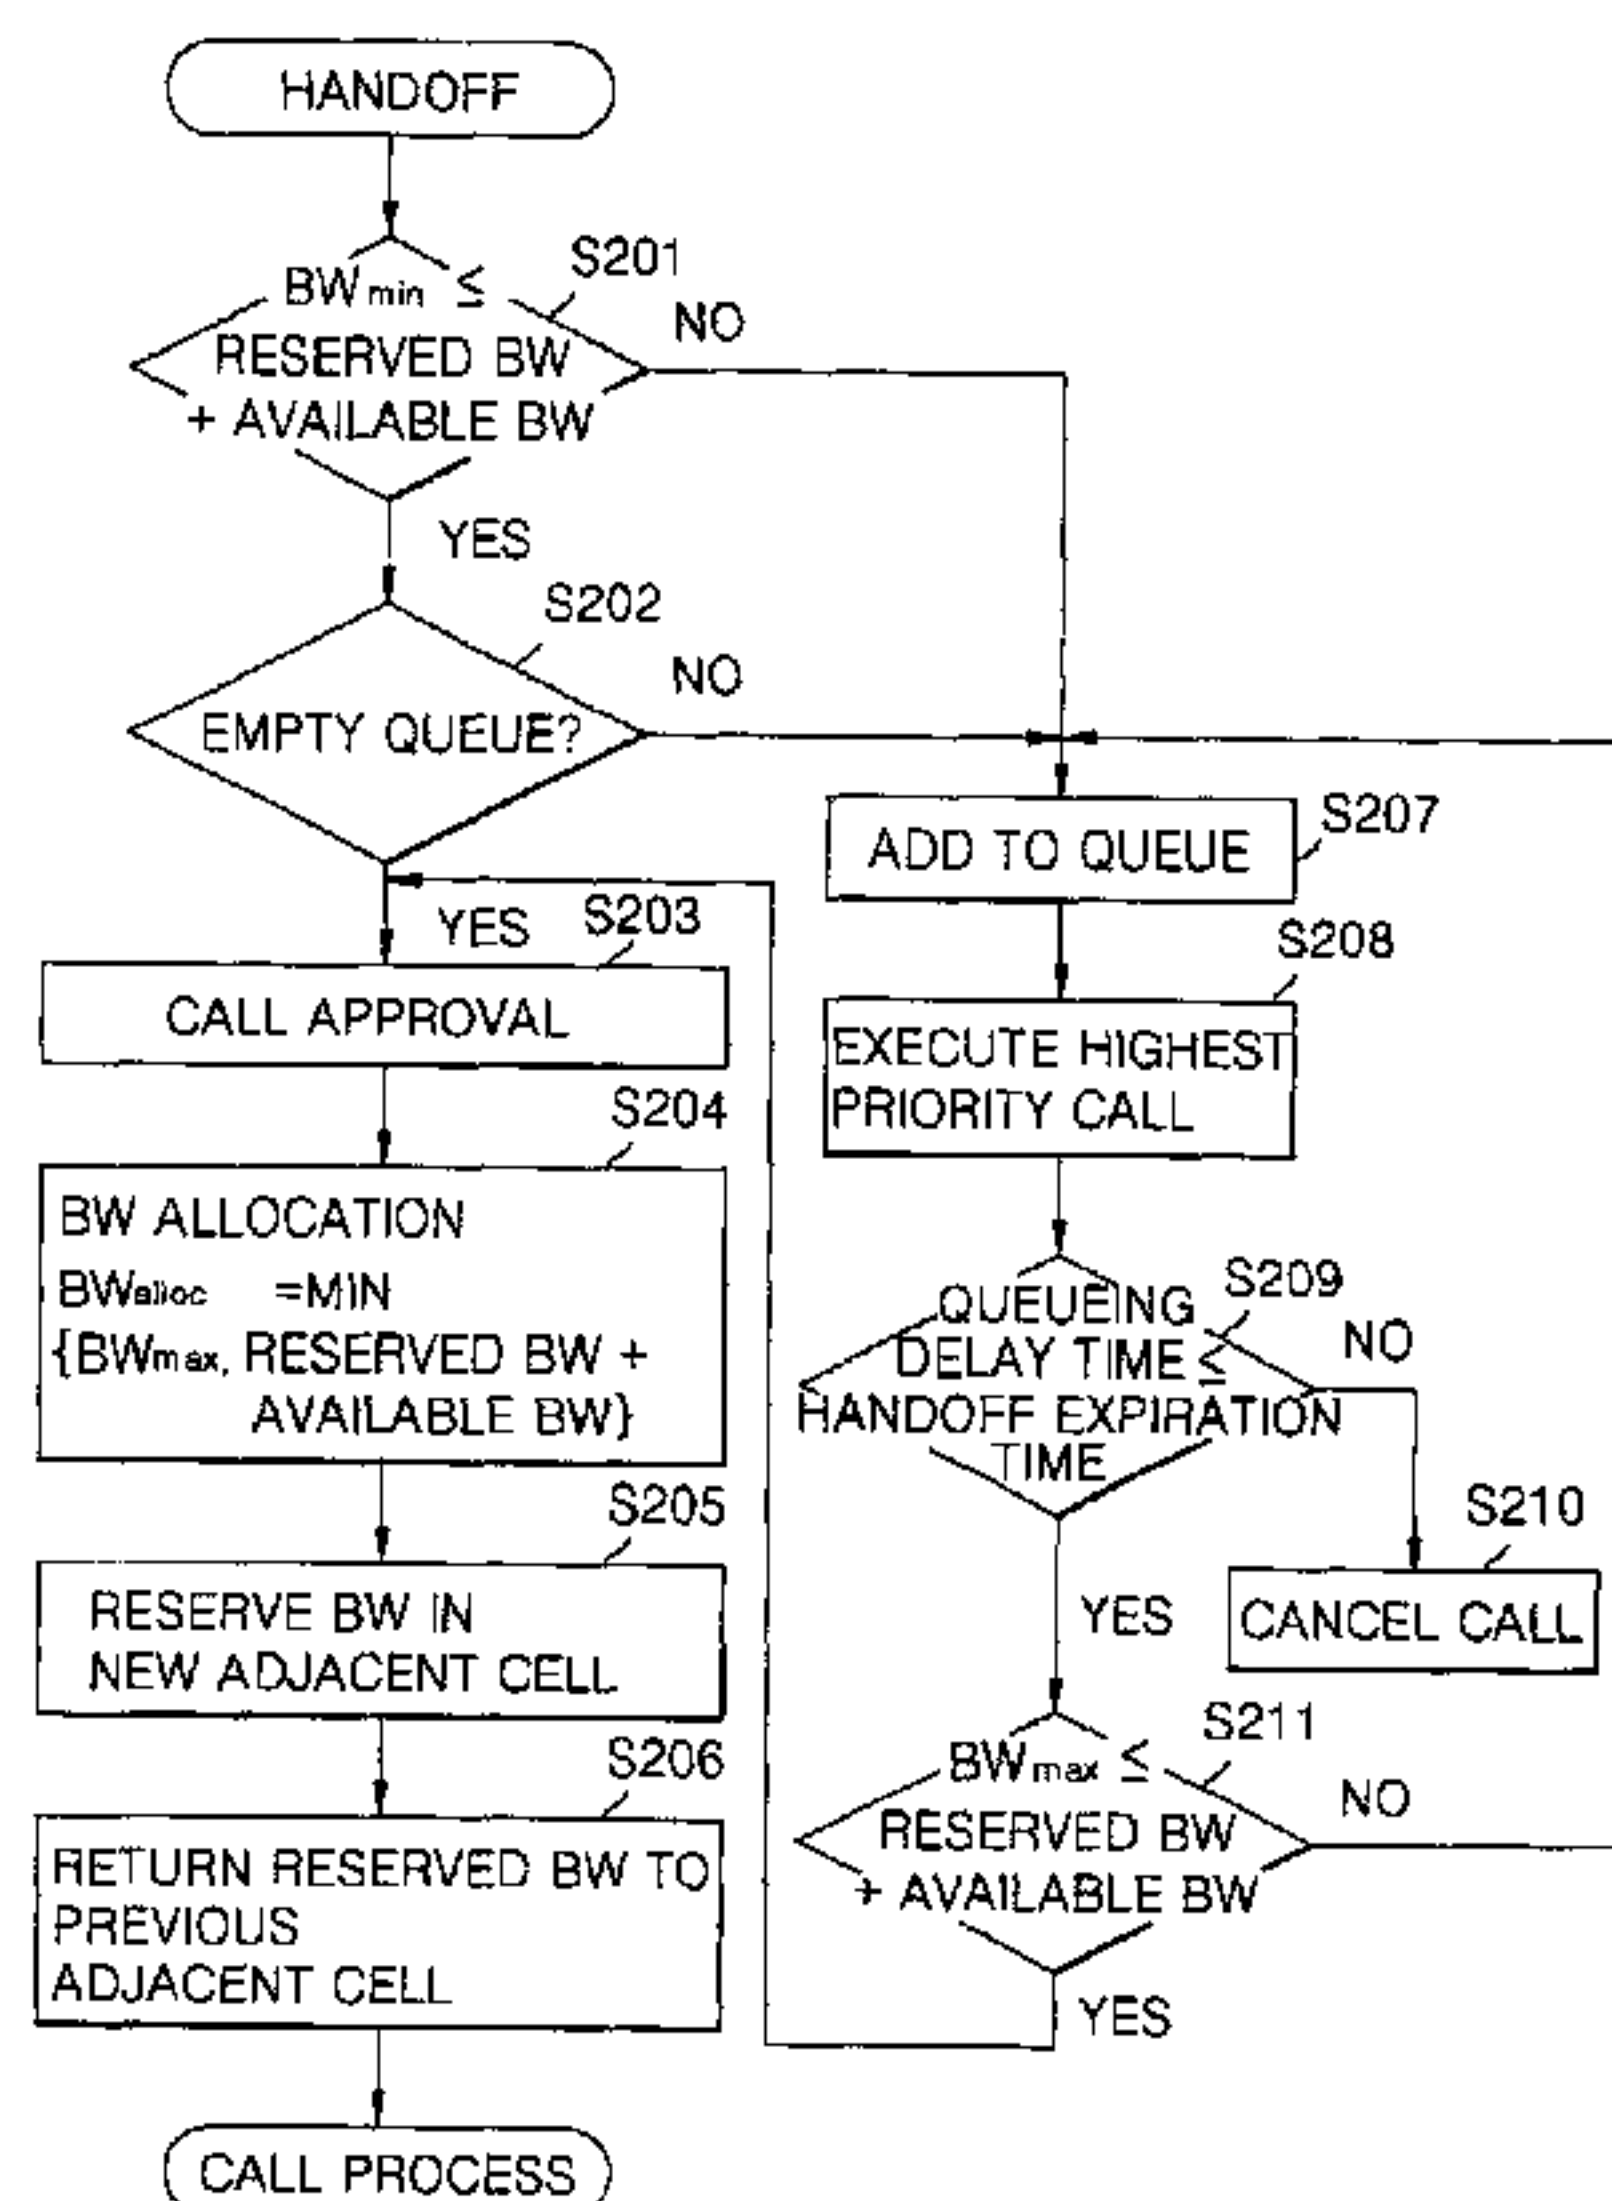 HANDOFF
S201
BWmin ≤
RESERVED BW
+ AVAILABLE BW
NO
YES
S202
EMPTY QUEUE?
NO
YES
S203
CALL APPROVAL
S204
BW ALLOCATION
BWalloc =MIN
{BWmax, RESERVED BW +
AVAILABLE BW}
S205
RESERVE BW IN
NEW ADJACENT CELL
S206
RETURN RESERVED BW TO
PREVIOUS
ADJACENT CELL
CALL PROCESS
S207
ADD TO QUEUE
S208
EXECUTE HIGHEST
PRIORITY CALL
S209
QUEUEING
DELAY TIME ≤
HANDOFF EXPIRATION
TIME
NO
S210
CANCEL CALL
YES
S211
BWmax ≤
RESERVED BW
+ AVAILABLE BW
NO
YES